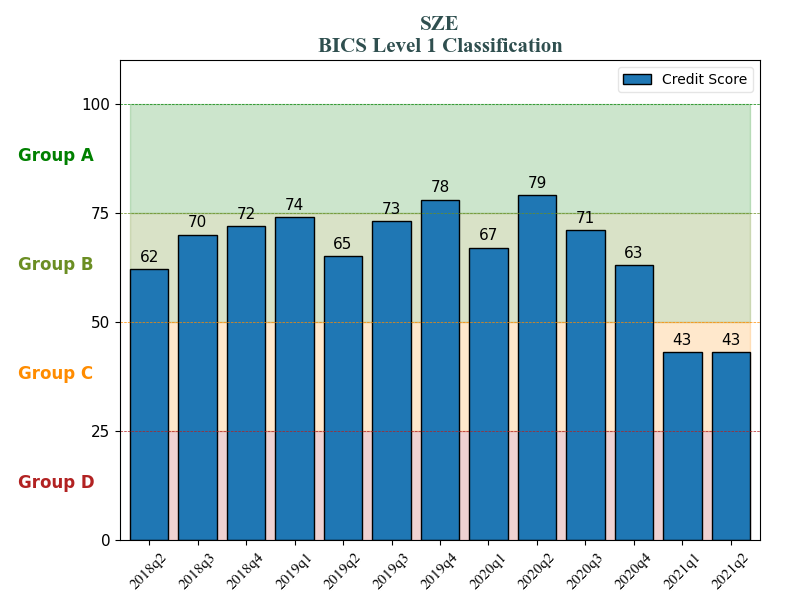 SZE
BICS Level 1 Classification
Credit Score
100
Group A
75
Group B
50
Group C
25
Group D
0
62
70
72
74
65
73
78
67
79
71
63
43
43
2018q2
2018q3
2018q4
2019q1
2019q2
2019q3
2019q4
2020q1
2020q2
2020q3
2020q4
2021q1
2021q2